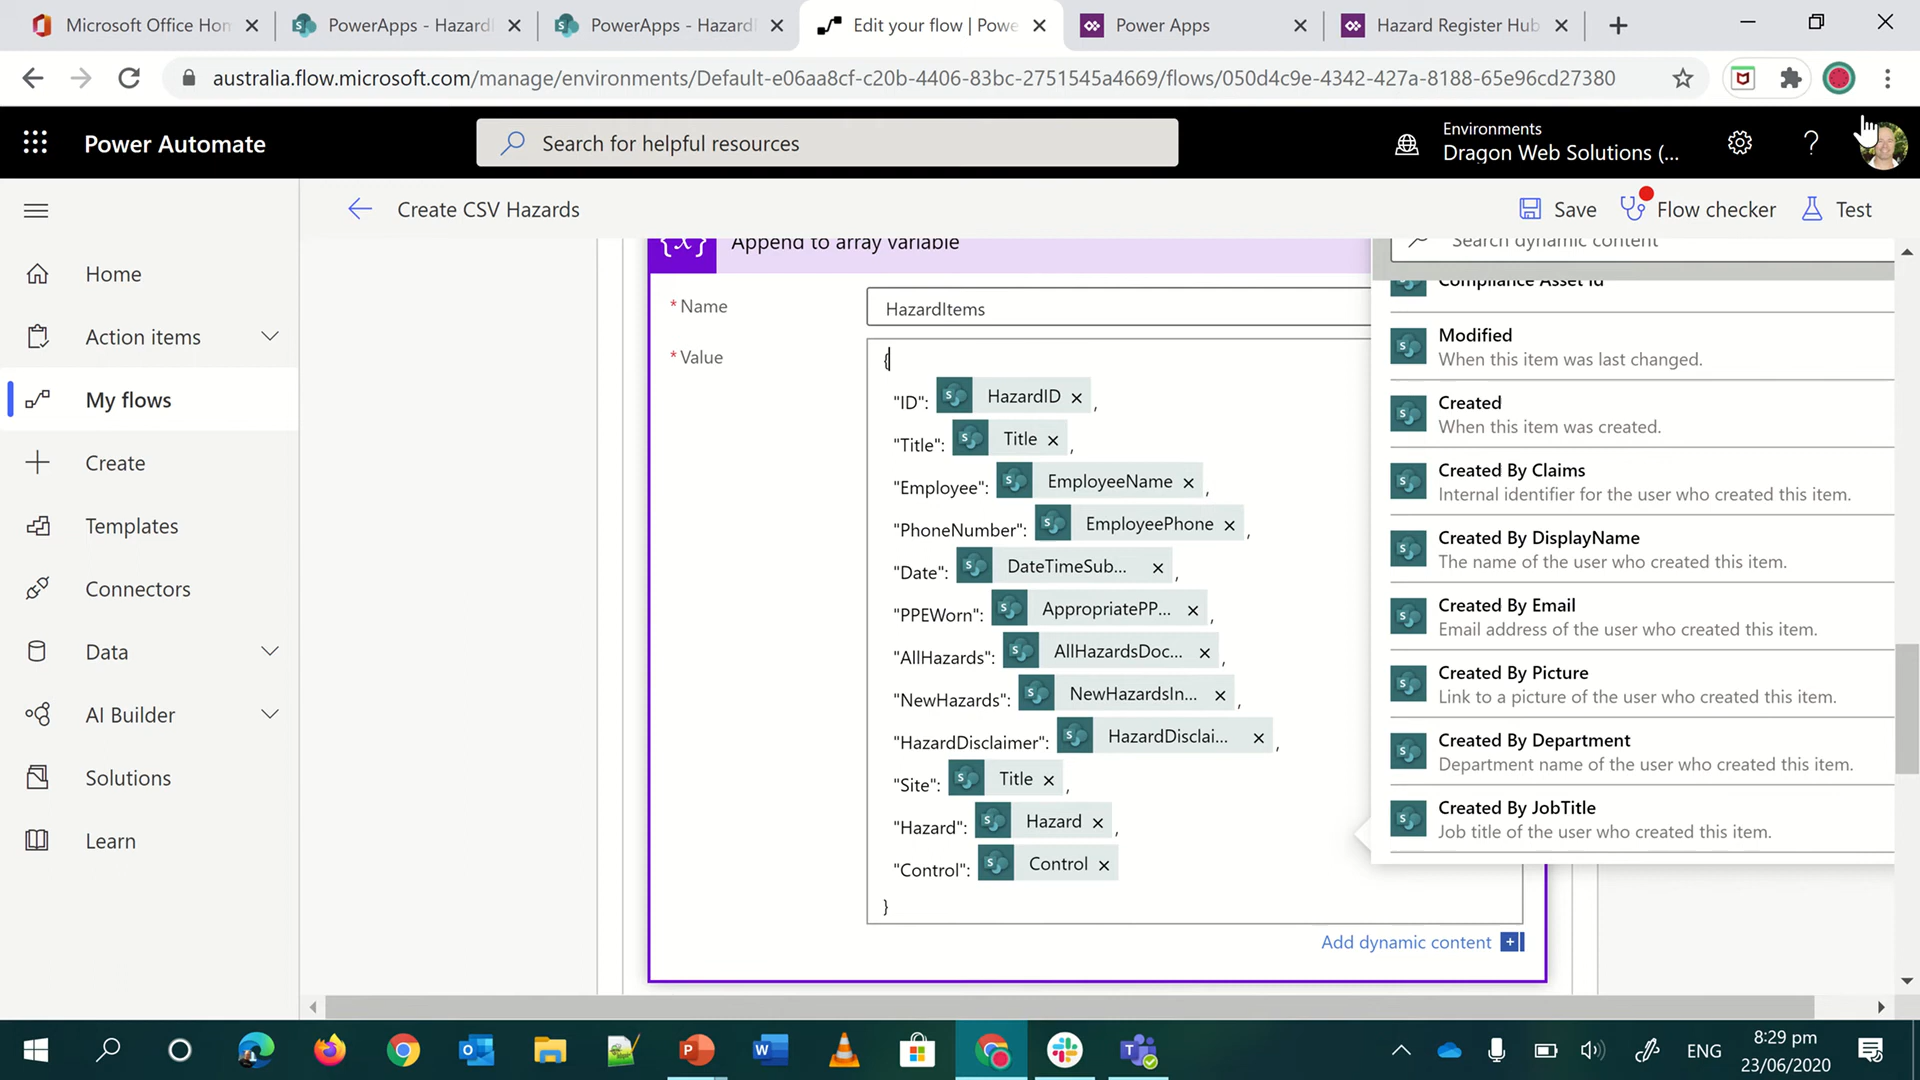 Microsoft Office Hom
PowerApps - Hazard
PowerApps - Hazard
Edit your flow | Powe
Power Apps
Hazard Register Hub
australia.flow.microsoft.com/manage/environments/Default-e06aa8cf-c20b-4406-83bc-2751545a4669/flows/050d4c9e-4342-427a-8188-65e96cd27380
Power Automate
Search for helpful resources
Environments
Dragon Web Solutions (...
?
Create CSV Hazards
Save
Flow checker
Test
Home
Action items
My flows
Create
Templates
Connectors
Data
AI Builder
Solutions
Learn
{x} Append to array variable
* Name
HazardItems
* Value
{
"ID": HazardID ,
"Title": Title ,
"Employee": EmployeeName ,
"PhoneNumber": EmployeePhone ,
"Date": DateTimeSub... ,
"PPEWorn": AppropriatePP... ,
"AllHazards": AllHazardsDoc... ,
"NewHazards": NewHazardsIn... ,
"HazardDisclaimer": HazardDisclai... ,
"Site": Title ,
"Hazard": Hazard ,
"Control": Control
}
Add dynamic content
Search dynamic content
Compliance Asset Id
Modified
When this item was last changed.
Created
When this item was created.
Created By Claims
Internal identifier for the user who created this item.
Created By DisplayName
The name of the user who created this item.
Created By Email
Email address of the user who created this item.
Created By Picture
Link to a picture of the user who created this item.
Created By Department
Department name of the user who created this item.
Created By JobTitle
Job title of the user who created this item.
ENG
8:29 pm
23/06/2020